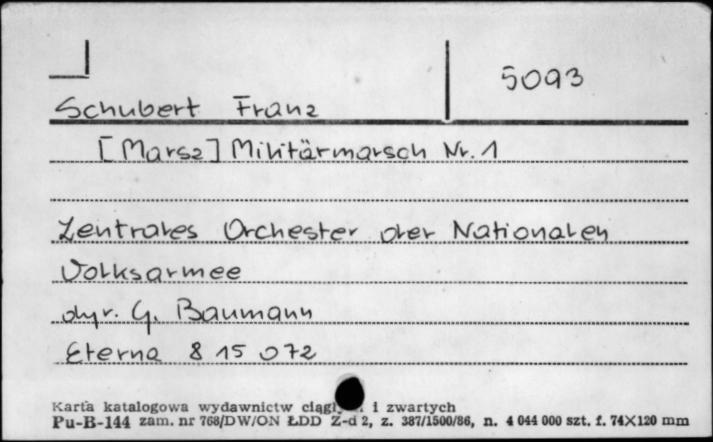 5093
Schubert Franz
[Marsz] Militärmarsch Nr. 1
Zentrales Orchester der Nationalen
Volksarmee
dyr. G. Baumann
Eterna 8 15 072
Karta katalogowa wydawnictw i zwartych
Pu-B-144 zam. nr 768/DW/ON ŁDD Z-d 2, z. 387/1500/86, n. 4 044 000 szt. f. 74×120 mm